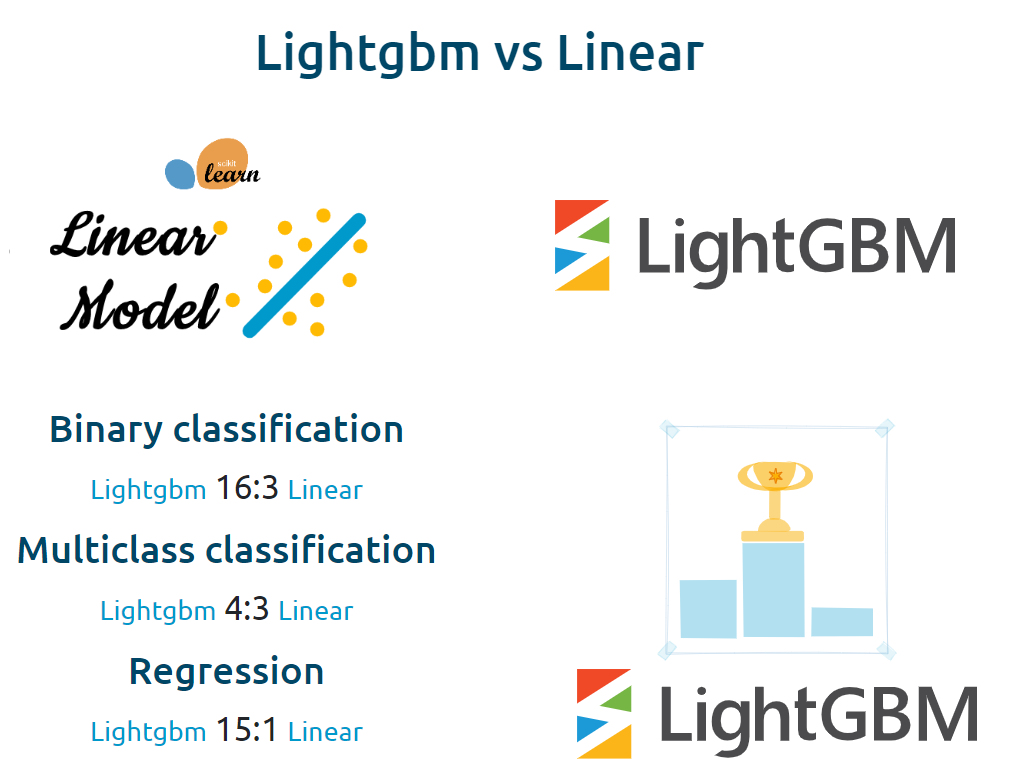 Lightgbm vs Linear
scikit
learn
Linear
Model
LightGBM
Binary classification
Lightgbm 16:3 Linear
Multiclass classification
Lightgbm 4:3 Linear
Regression
Lightgbm 15:1 Linear
LightGBM